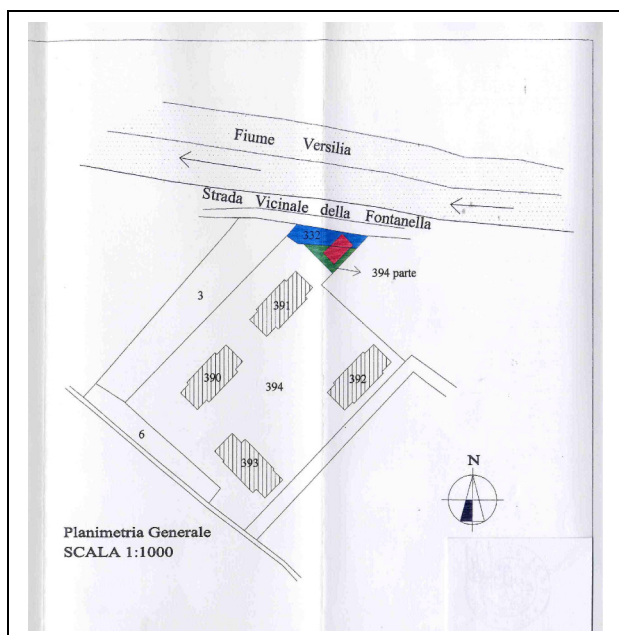 Fiume Versilia
Strada Vicinale della Fontanella
332
394 parte
3
391
390
394
392
6
393
N
Planimetria Generale
SCALA 1:1000